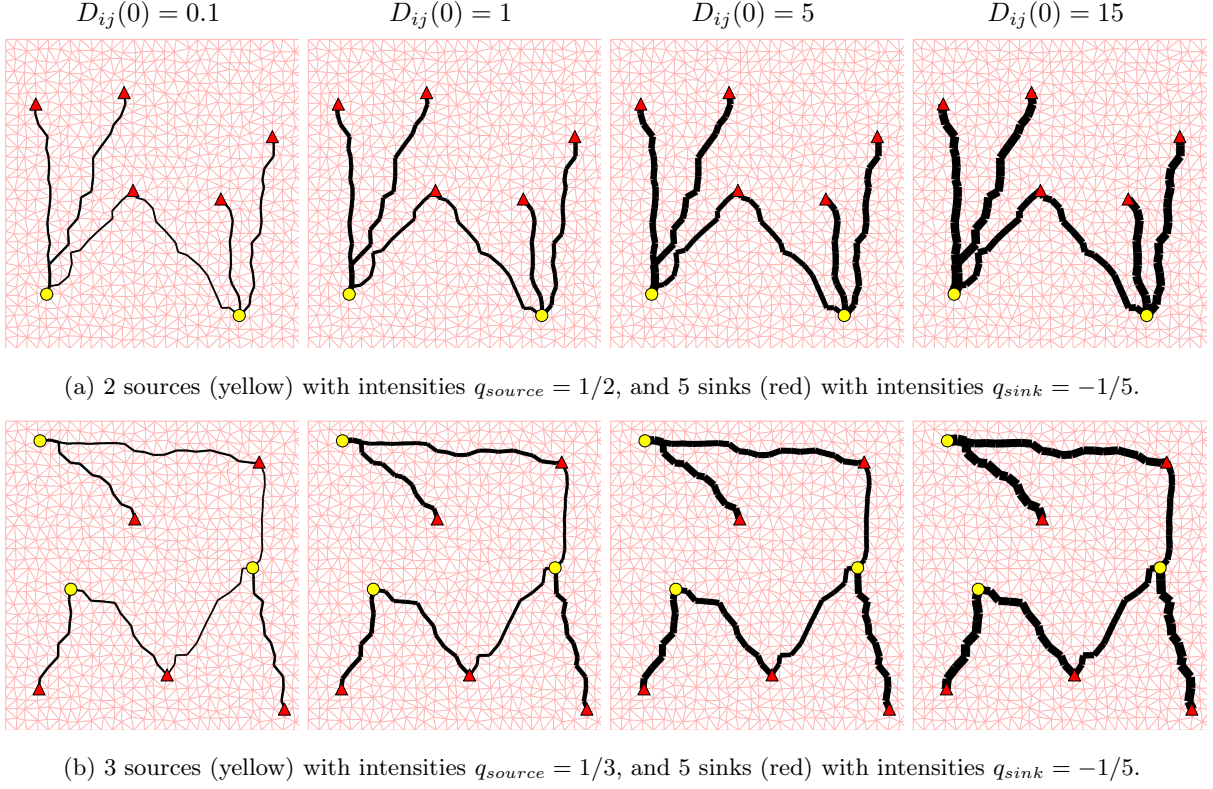 D_{ij}(0) = 0.1 D_{ij}(0) = 1 D_{ij}(0) = 5 D_{ij}(0) = 15
(a) 2 sources (yellow) with intensities q_{source} = 1/2, and 5 sinks (red) with intensities q_{sink} = −1/5.
(b) 3 sources (yellow) with intensities q_{source} = 1/3, and 5 sinks (red) with intensities q_{sink} = −1/5.